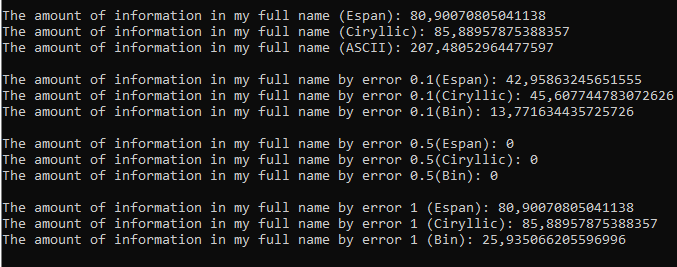 The amount of information in my full name (Espan): 80,90070805041138
The amount of information in my full name (Ciryllic): 85,88957875388357
The amount of information in my full name (ASCII): 207,48052964477597
The amount of information in my full name by error 0.1(Espan): 42,95863245651555
The amount of information in my full name by error 0.1(Ciryllic): 45,607744783072626
The amount of information in my full name by error 0.1(Bin): 13,771634435725726
The amount of information in my full name by error 0.5(Espan): 0
The amount of information in my full name by error 0.5(Ciryllic): 0
The amount of information in my full name by error 0.5(Bin): 0
The amount of information in my full name by error 1 (Espan): 80,90070805041138
The amount of information in my full name by error 1 (Ciryllic): 85,88957875388357
The amount of information in my full name by error 1 (Bin): 25,935066205596996